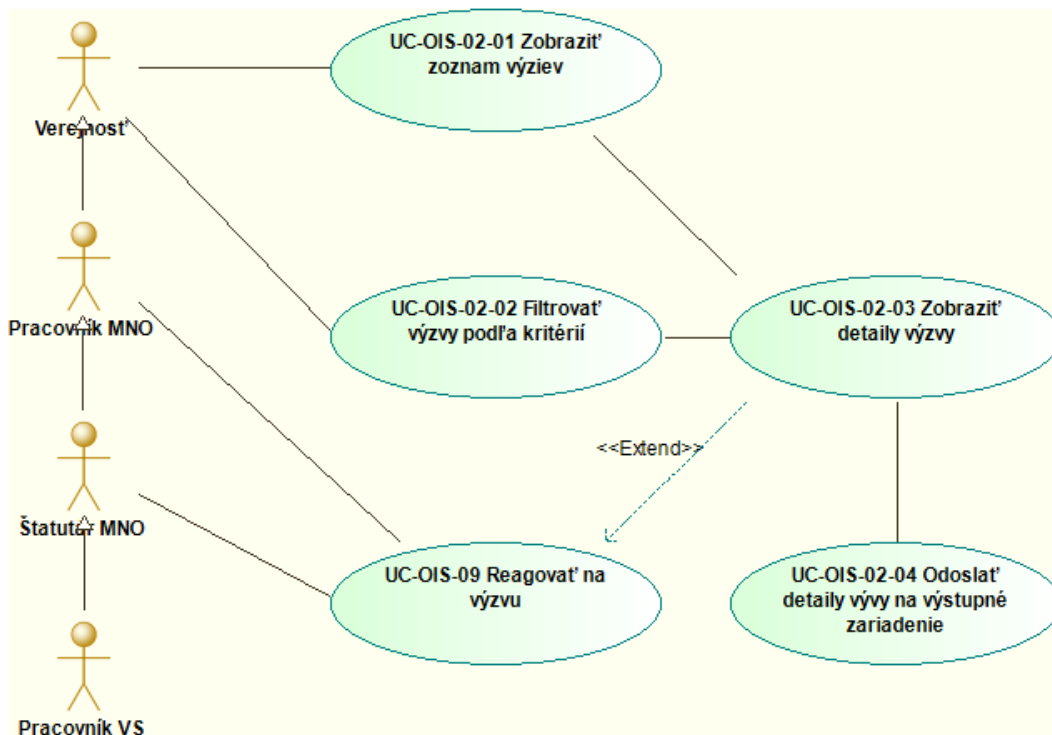 UC-OIS-02-01 Zobraziť
zoznam výziev
Verejnosť
Pracovník MNO
UC-OIS-02-02 Filtrovať
výzvy podľa kritérií
UC-OIS-02-03 Zobraziť
detaily výzvy
<<Extend>>
Štatutár MNO
UC-OIS-09 Reagovať na
výzvu
UC-OIS-02-04 Odoslať
detaily vývy na výstupné
zariadenie
Pracovník VS